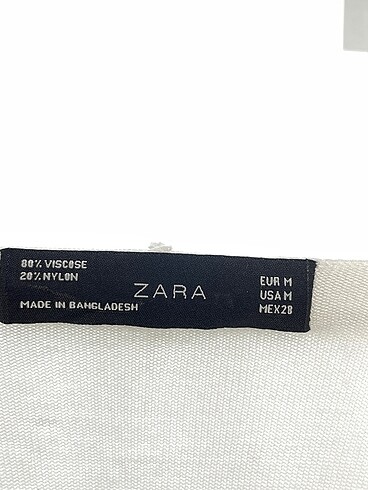 80% VISCOSE
20% NYLON
MADE IN BANGLADESH
ZARA
EUR M
USA M
MEX 28